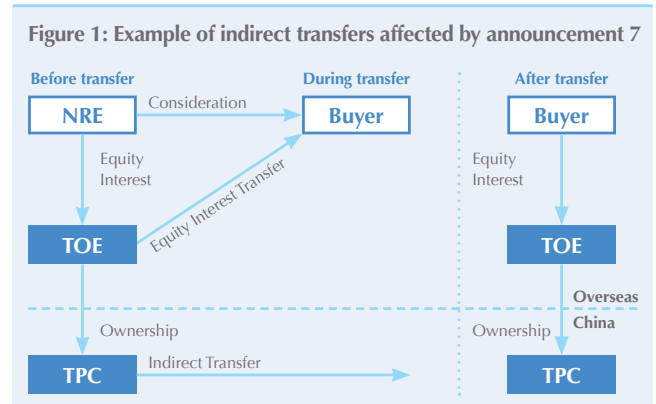 Figure 1: Example of indirect transfers affected by announcement 7
Before transfer
During transfer
After transfer
NRE
Consideration
Buyer
Buyer
Equity
Interest
Equity Interest Transfer
Equity
Interest
TOE
TOE
Overseas
China
Ownership
Ownership
TPC
Indirect Transfer
TPC